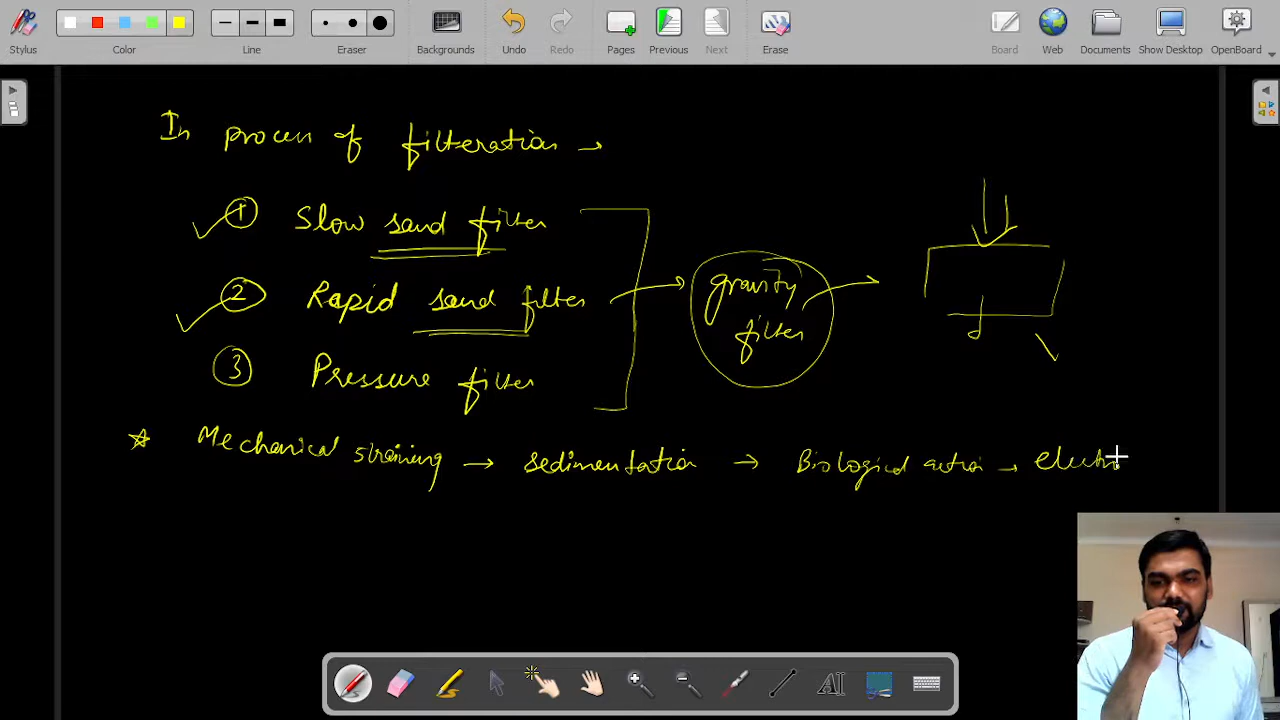 Stylus Color Line Eraser Backgrounds Undo Redo Pages Previous Next Erase Board Web Documents Show Desktop OpenBoard
In process of filteration →
① Slow sand filter
② Rapid sand filter
gravity
filter
③ Pressure filter
Mechanical straining → sedimentation → Biological action → electri
AI